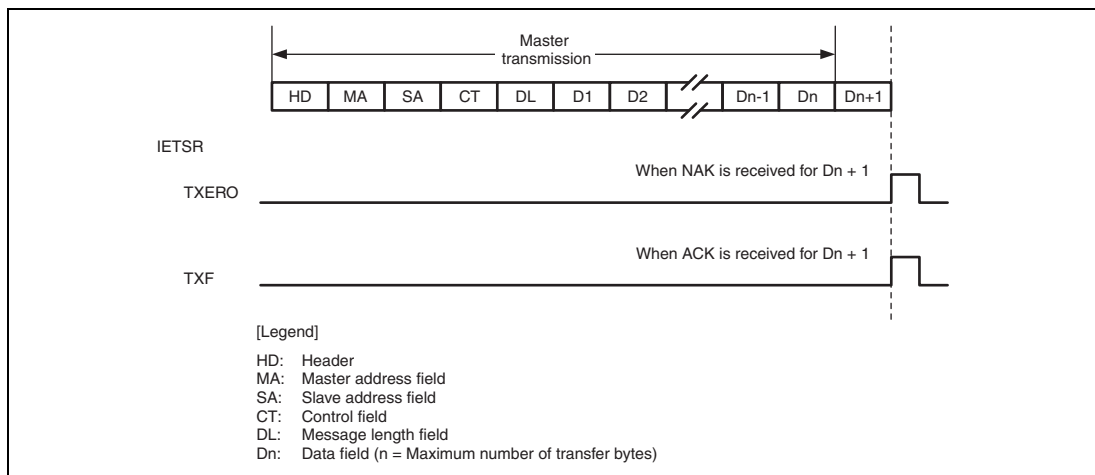 Master
transmission
HD MA SA CT DL D1 D2 Dn-1 Dn Dn+1
IETSR
When NAK is received for Dn + 1
TXERO
When ACK is received for Dn + 1
TXF
[Legend]
HD: Header
MA: Master address field
SA: Slave address field
CT: Control field
DL: Message length field
Dn: Data field (n = Maximum number of transfer bytes)